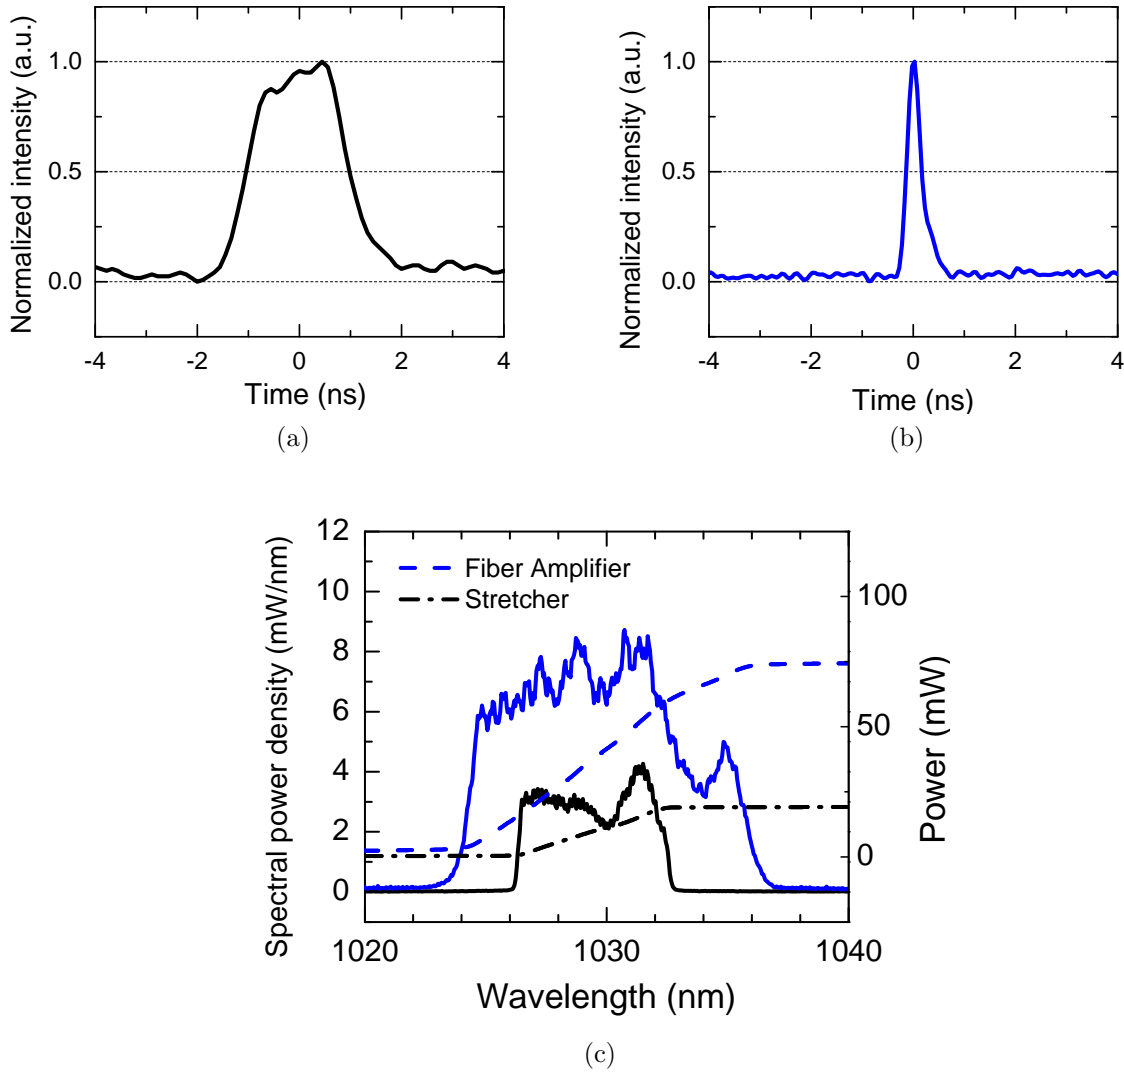 Normalized intensity (a.u.)
1.0
0.5
0.0
-4 -2 0 2 4
Time (ns)
(a)
Normalized intensity (a.u.)
1.0
0.5
0.0
-4 -2 0 2 4
Time (ns)
(b)
Spectral power density (mW/nm)
12
10
8
6
4
2
0
Fiber Amplifier
Stretcher
100
50
0
Power (mW)
1020 1030 1040
Wavelength (nm)
(c)